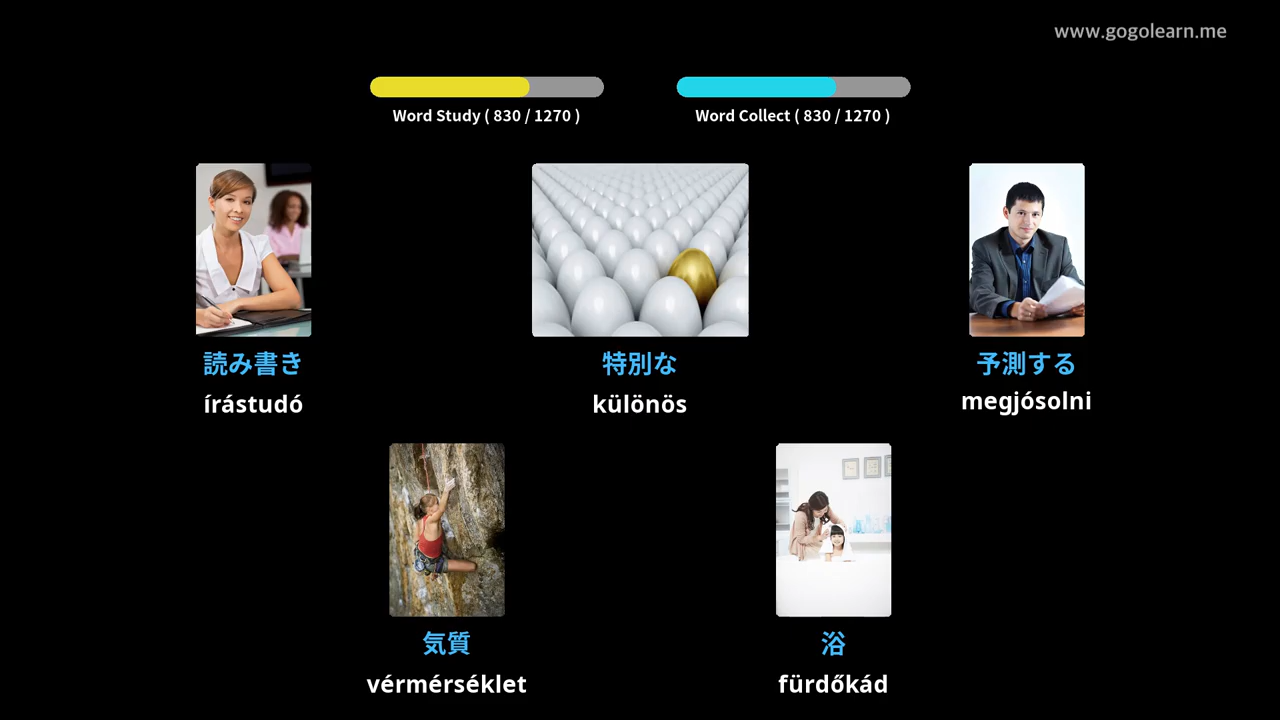 www.gogolearn.me
Word Study ( 830 / 1270 )
Word Collect ( 830 / 1270 )
読み書き
írástudó
特別な
különös
予測する
megjósolni
気質
vérmérséklet
浴
fürdőkád